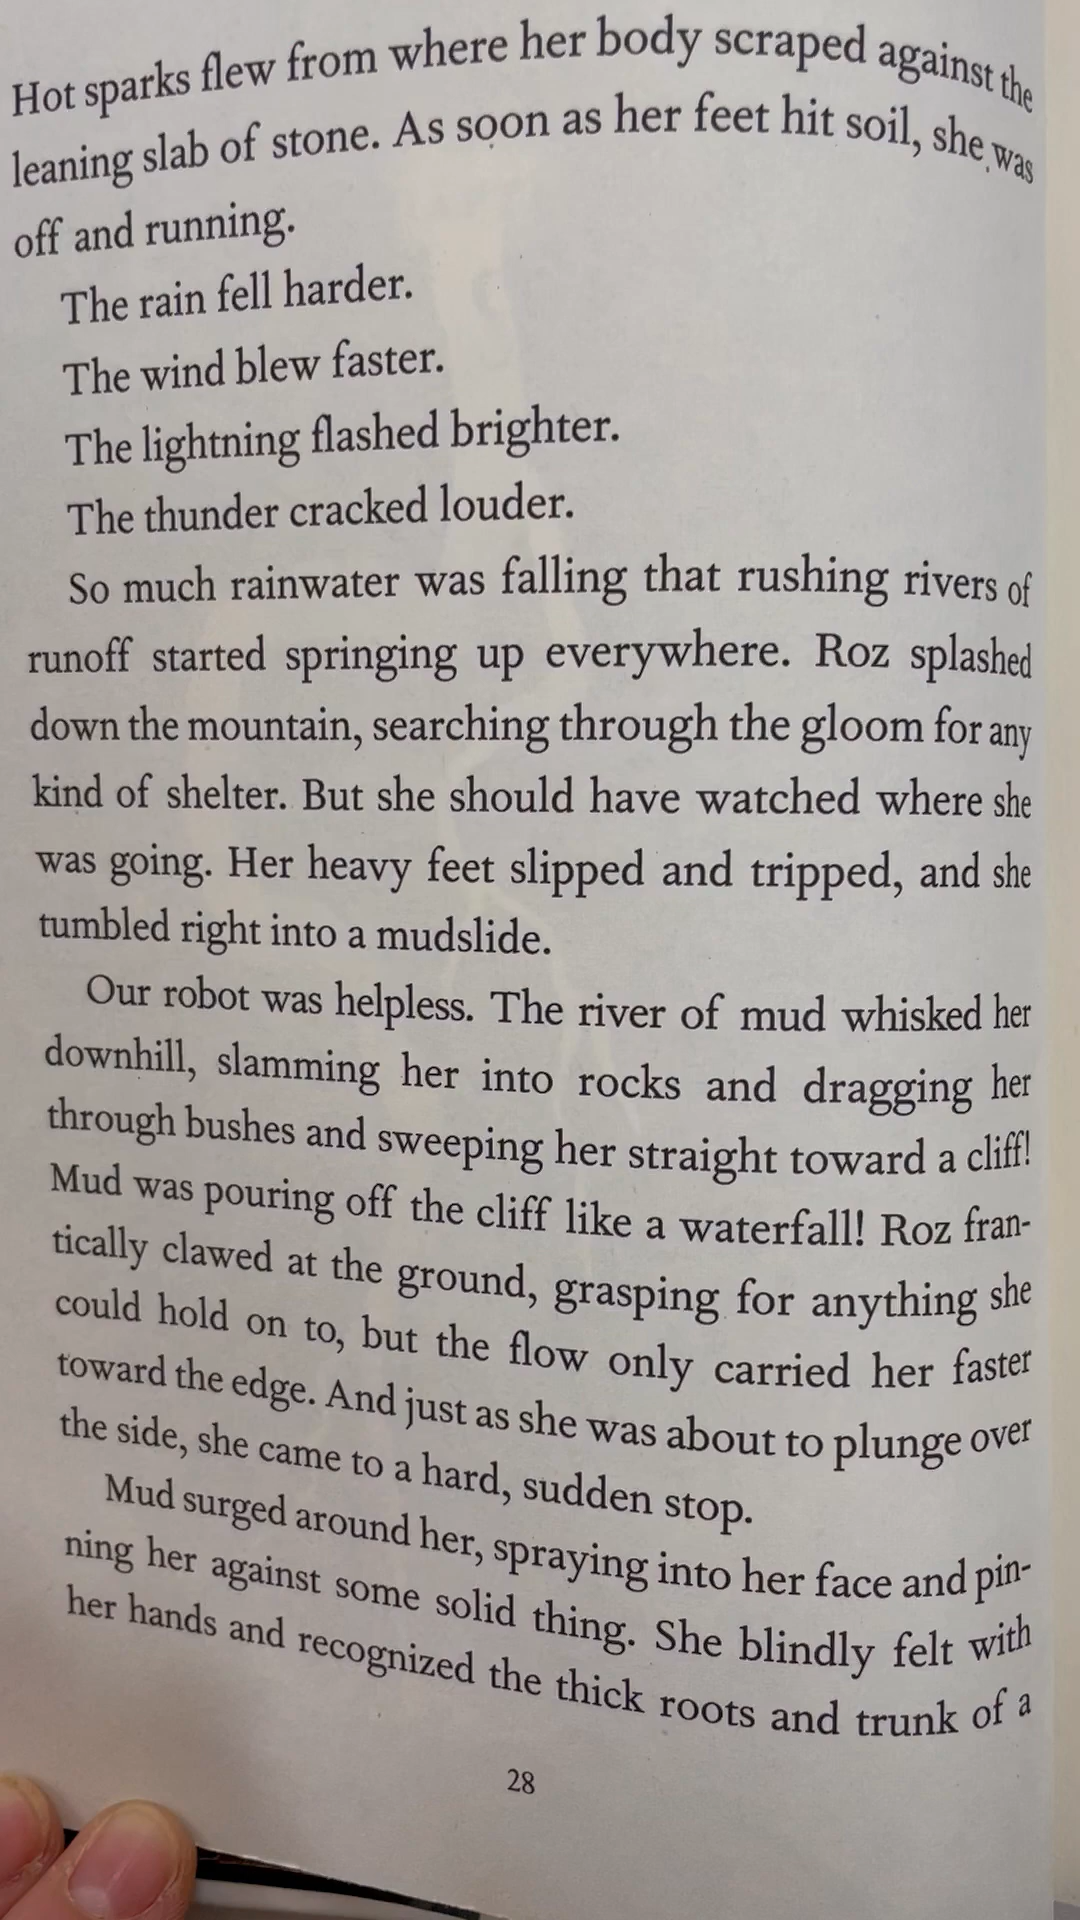 Hot sparks flew from where her body scraped against the
leaning slab of stone. As soon as her feet hit soil, she was
off and running.
The rain fell harder.
The wind blew faster.
The lightning flashed brighter.
The thunder cracked louder.
So much rainwater was falling that rushing rivers of
runoff started springing up everywhere. Roz splashed
down the mountain, searching through the gloom for any
kind of shelter. But she should have watched where she
was going. Her heavy feet slipped and tripped, and she
tumbled right into a mudslide.
Our robot was helpless. The river of mud whisked her
downhill, slamming her into rocks and dragging her
through bushes and sweeping her straight toward a cliff!
Mud was pouring off the cliff like a waterfall! Roz fran-
tically clawed at the ground, grasping for anything she
could hold on to, but the flow only carried her faster
toward the edge. And just as she was about to plunge over
the side, she came to a hard, sudden stop.
Mud surged around her, spraying into her face and pin-
ning her against some solid thing. She blindly felt with
her hands and recognized the thick roots and trunk of a
28